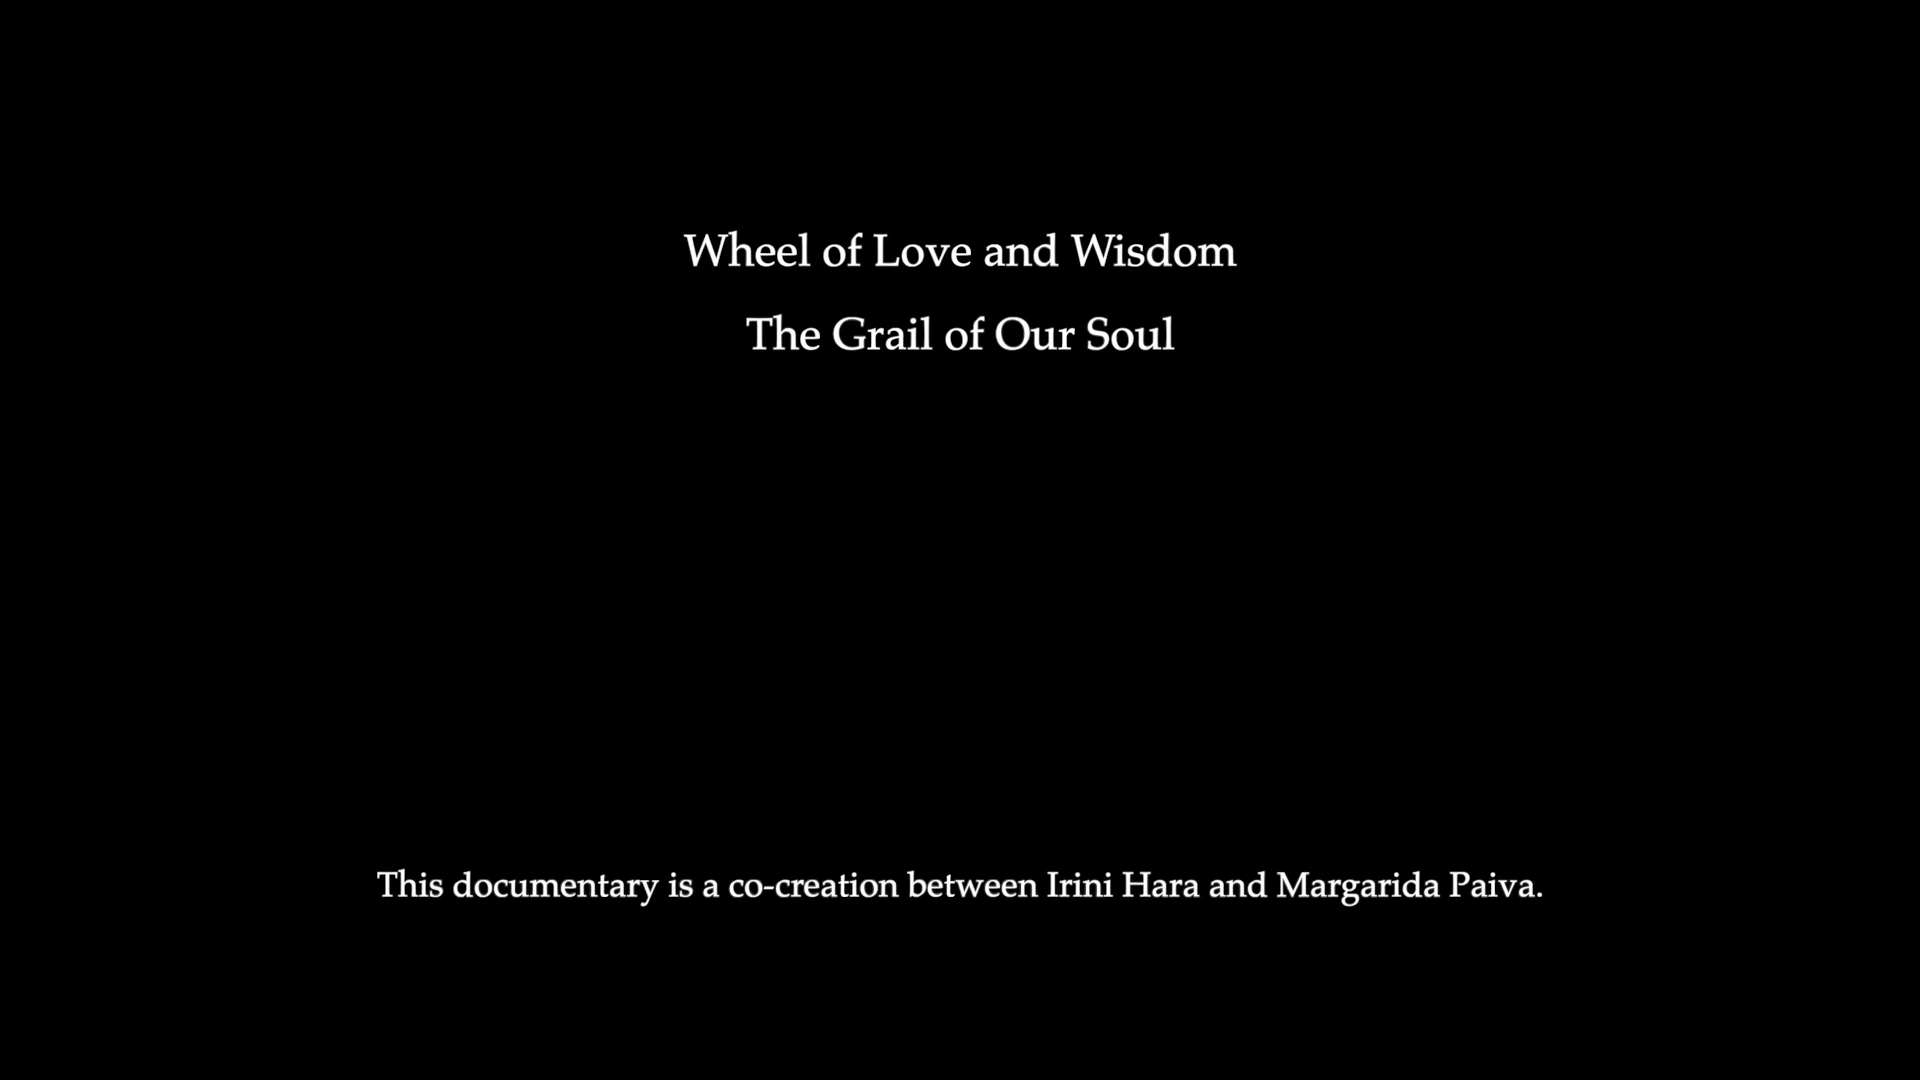 Wheel of Love and Wisdom
The Grail of Our Soul
This documentary is a co-creation between Irini Hara and Margarida Paiva.